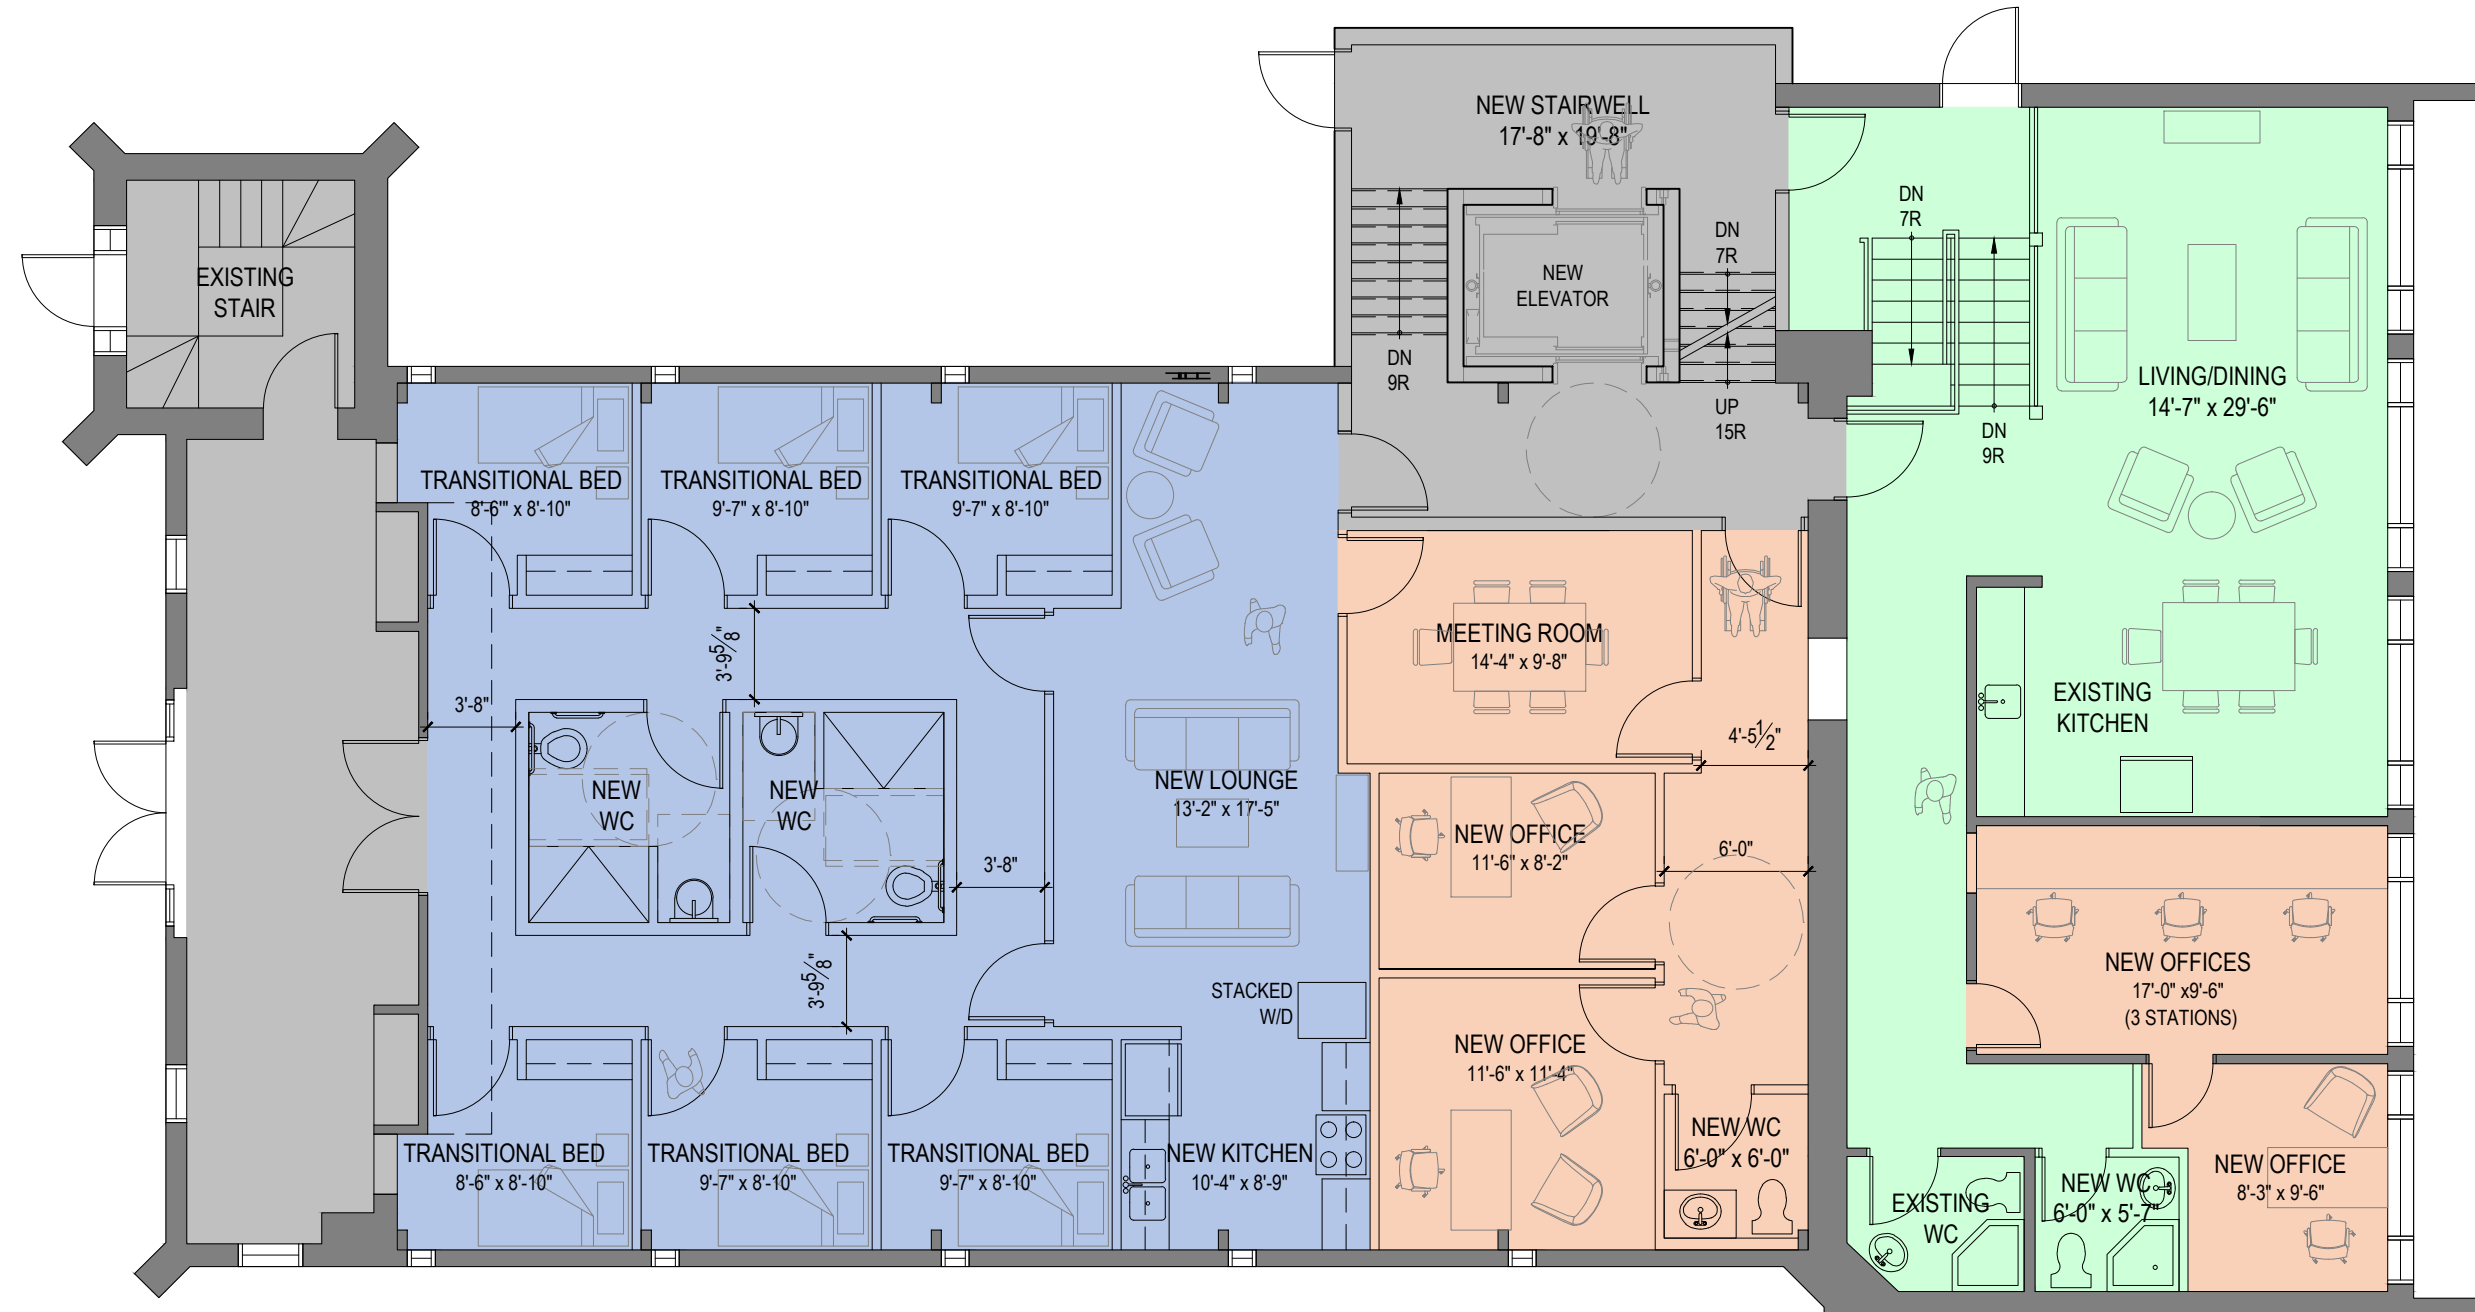 NEW STAIRWELL
17'-8" x 19'-8"
DN
7R
EXISTING
STAIR
DN
7R
NEW
ELEVATOR
DN
9R
UP
15R
LIVING/DINING
14'-7" x 29'-6"
DN
9R
TRANSITIONAL BED
8'-6'" x 8'-10"
TRANSITIONAL BED
9'-7" x 8'-10"
TRANSITIONAL BED
9'-7" x 8'-10"
3'-9 5/8"
MEETING ROOM
14'-4" x 9'-8"
3'-8"
EXISTING
KITCHEN
4'-5 1/2"
NEW
WC
NEW
WC
NEW LOUNGE
13'-2" x 17'-5"
NEW OFFICE
11'-6" x 8'-2"
6'-0"
3'-8"
3'-9 5/8"
STACKED
W/D
NEW OFFICES
17'-0" x9'-6"
(3 STATIONS)
NEW OFFICE
11'-6" x 11'-4"
TRANSITIONAL BED
8'-6" x 8'-10"
TRANSITIONAL BED
9'-7" x 8'-10"
TRANSITIONAL BED
9'-7" x 8'-10"
NEW KITCHEN
10'-4" x 8'-9"
NEW WC
6'-0" x 6'-0"
EXISTING
WC
NEW WC
6'-0" x 5'-7"
NEW OFFICE
8'-3" x 9'-6"